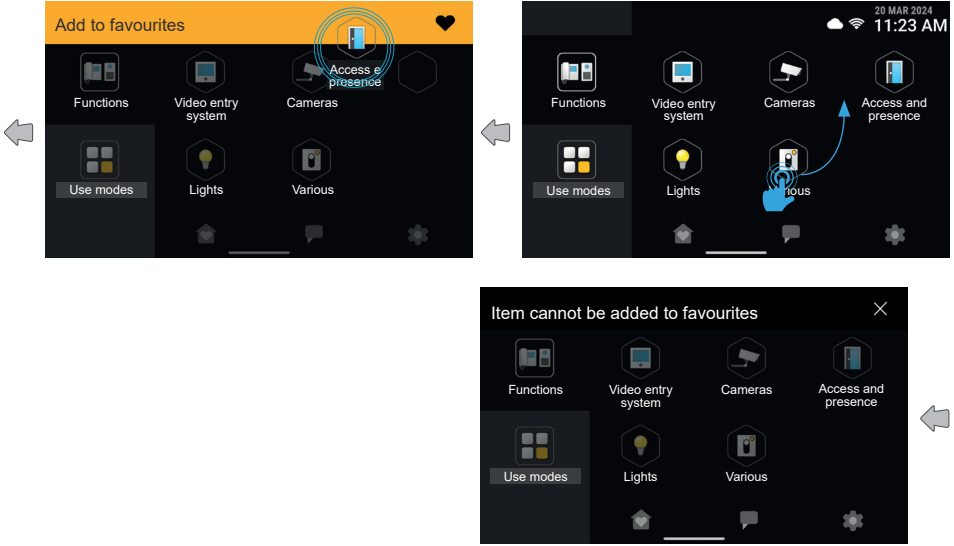 Add to favourites
Access e
presence
Functions
Video entry
system
Cameras
Use modes
Lights
Various
20 MAR 2024
11:23 AM
Functions
Video entry
system
Cameras
Access and
presence
Use modes
Lights
ious
Item cannot be added to favourites
Functions
Video entry
system
Cameras
Access and
presence
Use modes
Lights
Various